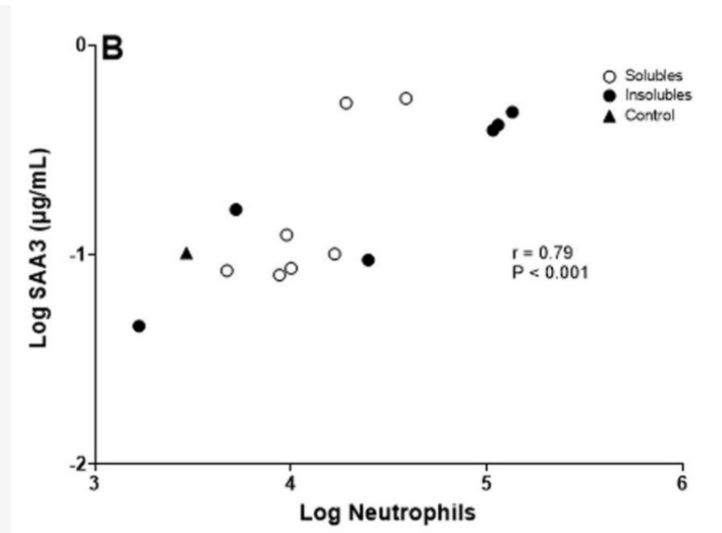 B
0
-1
-2
Log SAA3 (µg/mL)
Solubles
Insolubles
Control
r = 0.79
P < 0.001
3 4 5 6
Log Neutrophils